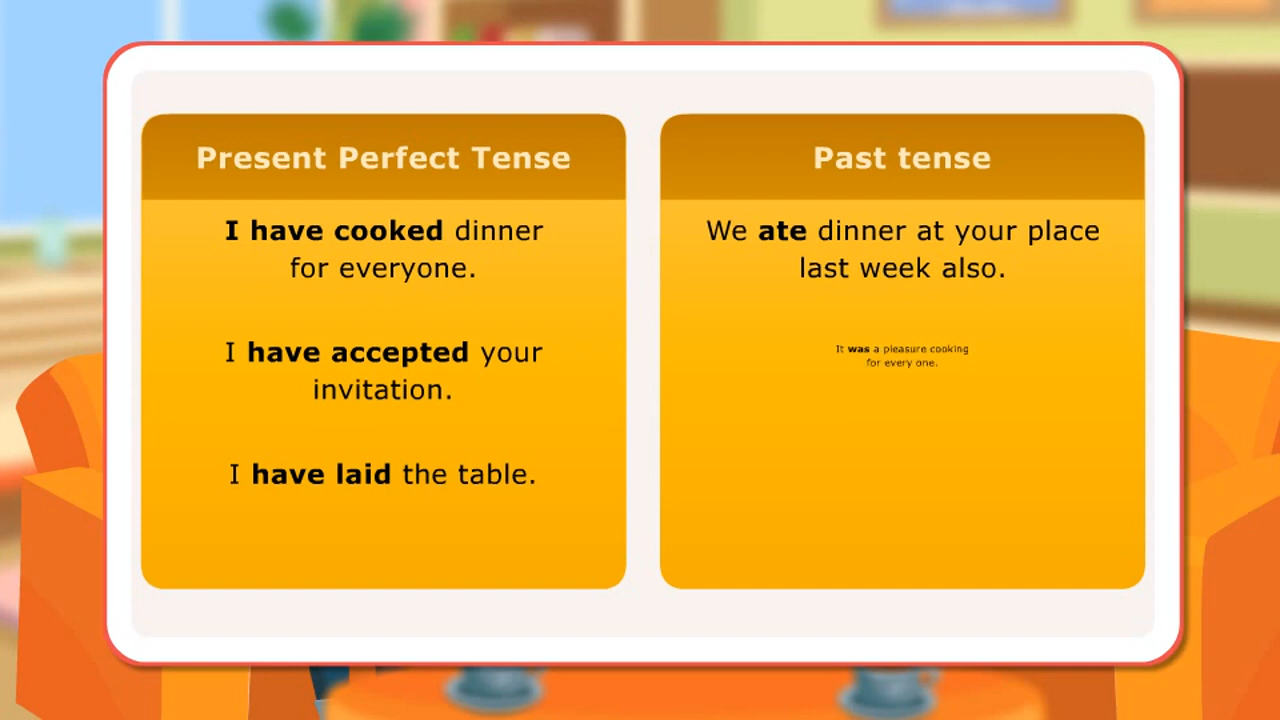 Present Perfect Tense
I have cooked dinner
for everyone.
I have accepted your
invitation.
I have laid the table.
Past tense
We ate dinner at your place
last week also.
It was a pleasure cooking
for every one.